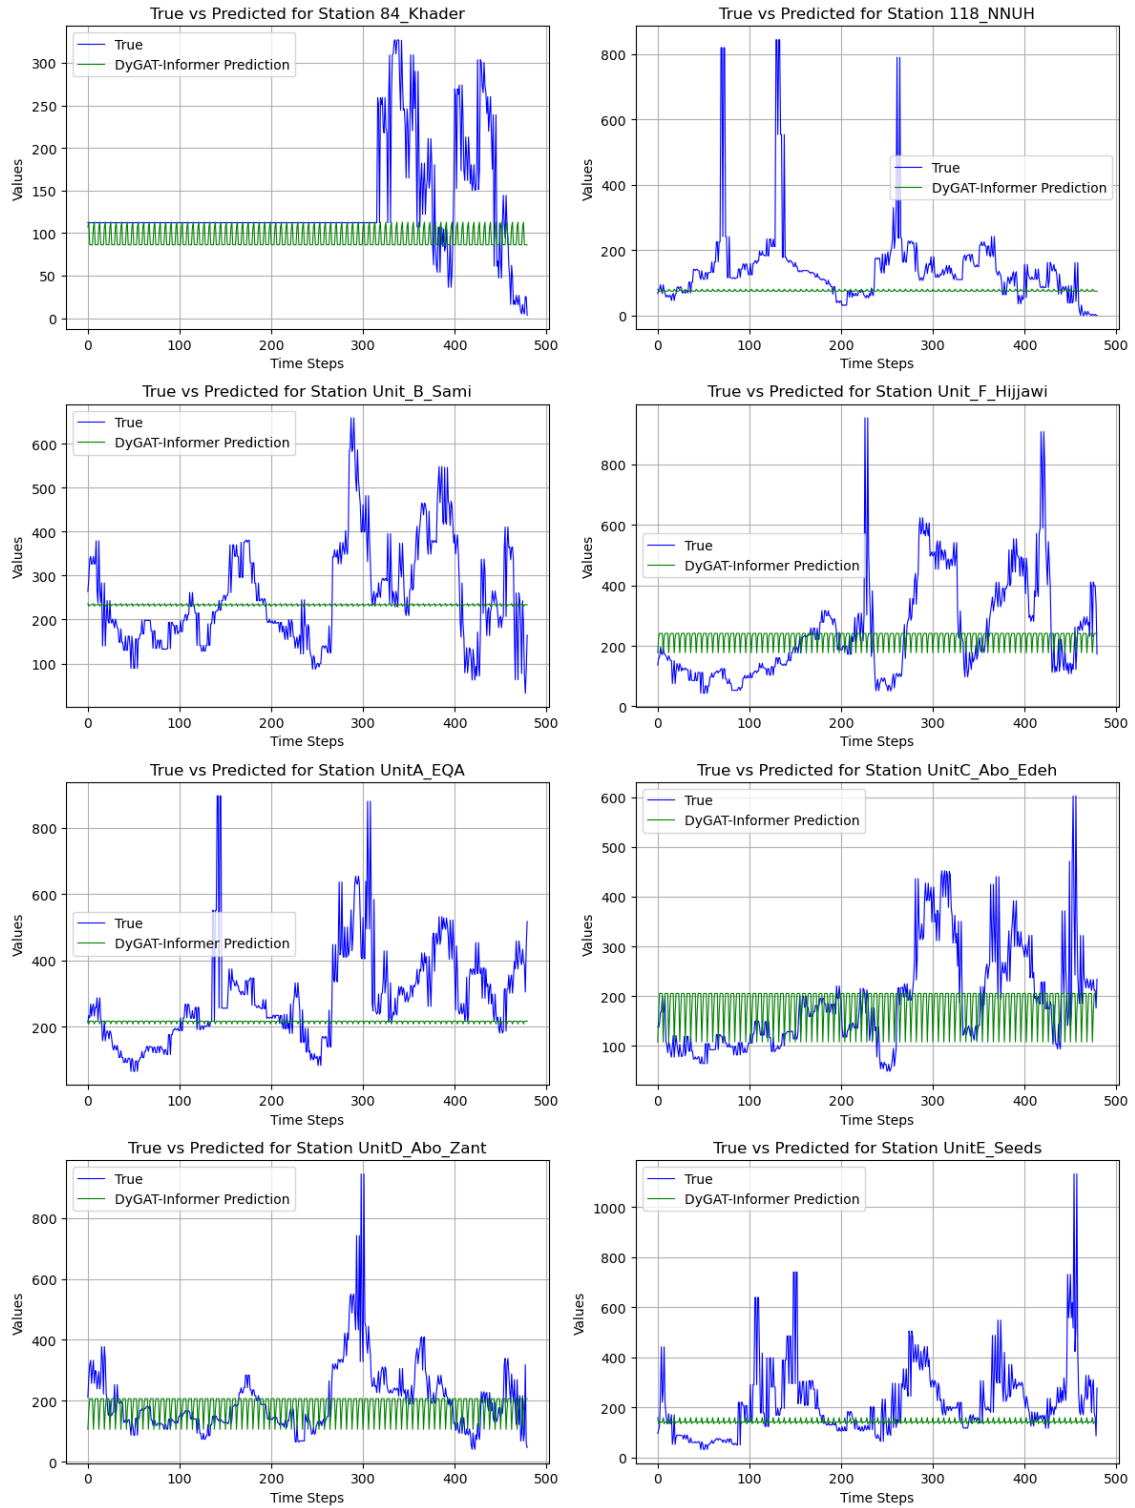 True vs Predicted for Station 84_Khader
True
DyGAT-Informer Prediction
Values
300
250
200
150
100
50
0
0 100 200 300 400 500
Time Steps
True vs Predicted for Station 118_NNUH
True
DyGAT-Informer Prediction
Values
800
600
400
200
0
0 100 200 300 400 500
Time Steps
True vs Predicted for Station Unit_B_Sami
True
DyGAT-Informer Prediction
Values
600
500
400
300
200
100
0 100 200 300 400 500
Time Steps
True vs Predicted for Station Unit_F_Hijjawi
True
DyGAT-Informer Prediction
Values
800
600
400
200
0
0 100 200 300 400 500
Time Steps
True vs Predicted for Station UnitA_EQA
True
DyGAT-Informer Prediction
Values
800
600
400
200
0 100 200 300 400 500
Time Steps
True vs Predicted for Station UnitC_Abo_Edeh
True
DyGAT-Informer Prediction
Values
600
500
400
300
200
100
0 100 200 300 400 500
Time Steps
True vs Predicted for Station UnitD_Abo_Zant
True
DyGAT-Informer Prediction
Values
800
600
400
200
0
0 100 200 300 400 500
Time Steps
True vs Predicted for Station UnitE_Seeds
True
DyGAT-Informer Prediction
Values
1000
800
600
400
200
0
0 100 200 300 400 500
Time Steps